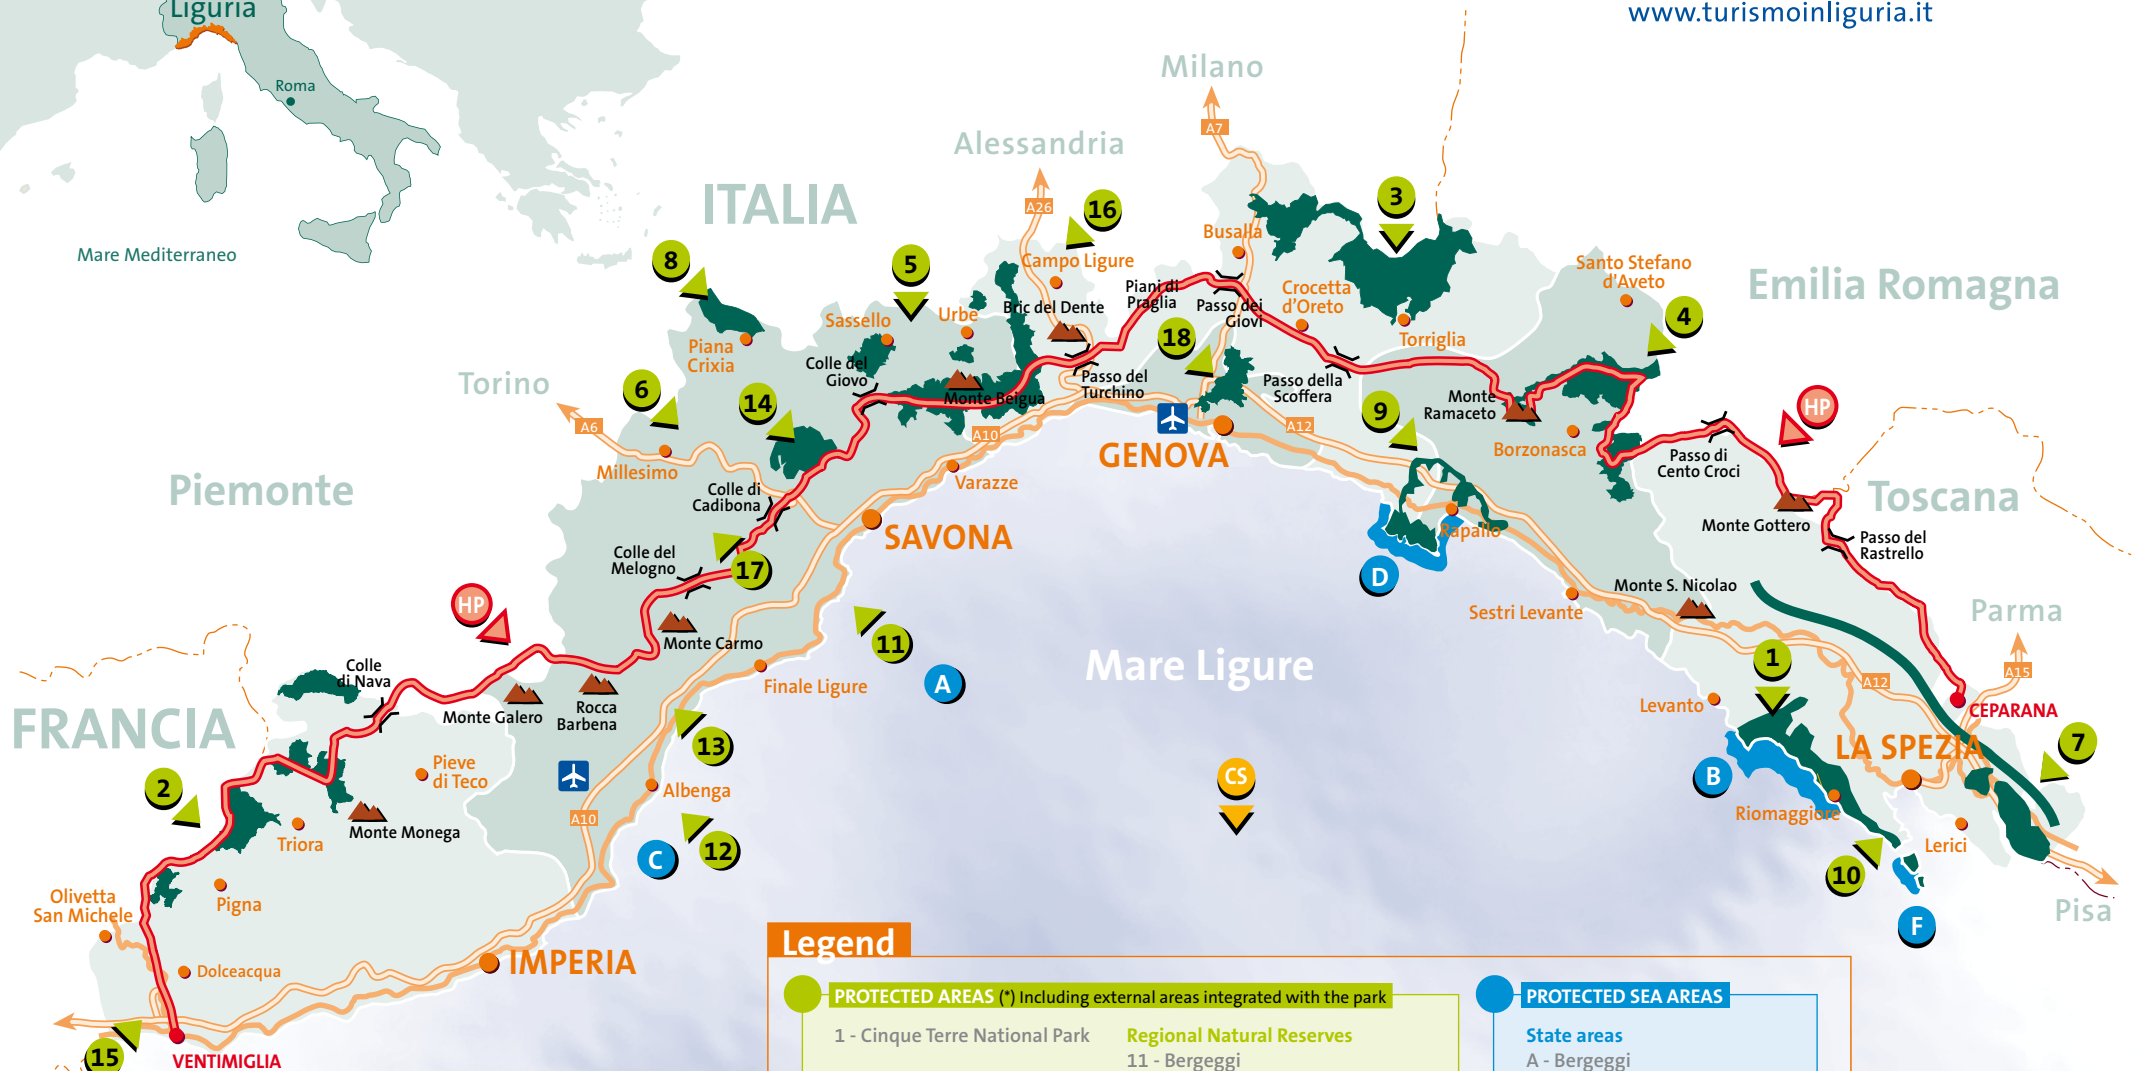 Liguria
www.turismoinliguria.it
Roma
Mare Mediterraneo
Milano
A7
Alessandria
A26
ITALIA
16
3
8
5
Busalla
Campo Ligure
Santo Stefano
d'Aveto
Emilia Romagna
Crocetta
d'Oreto
Piani di
Praglia
Passo dei
Giovi
Bric del Dente
Urbe
Sassello
4
18
Torriglia
Piana
Crixia
Colle del
Giovo
Torino
A6
6
14
Monte Beigua
Passo del
Turchino
Passo della
Scoffera
Monte
Ramaceto
9
HP
A10
A12
GENOVA
Borzonasca
Passo di
Cento Croci
Millesimo
Piemonte
Colle di
Cadibona
Varazze
Toscana
SAVONA
Rapallo
Monte Gottero
Passo del
Rastrello
Colle del
Melogno
17
D
HP
Monte S. Nicolao
Sestri Levante
Parma
Monte Carmo
11
A
Mare Ligure
1
A15
A12
Colle
di Nava
Finale Ligure
Monte Galero
Rocca
Barbena
Levanto
CEPARANA
FRANCIA
13
LA SPEZIA
7
2
Pieve
di Teco
CS
B
Albenga
A10
Riomaggiore
Monte Monega
Triora
C
12
Lerici
10
Olivetta
San Michele
Pigna
Pisa
F
Legend
IMPERIA
Dolceacqua
PROTECTED AREAS (*) Including external areas integrated with the park
PROTECTED SEA AREAS
1 - Cinque Terre National Park
Regional Natural Reserves
State areas
15
VENTIMIGLIA
11 - Bergeggi
A - Bergeggi